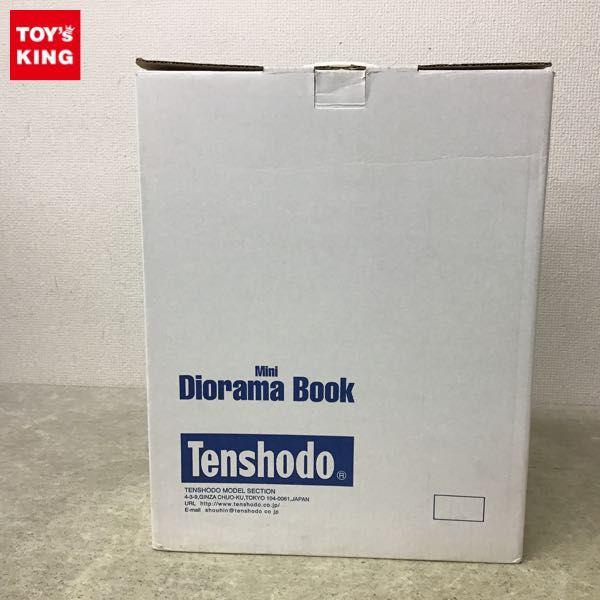 TOY's
KING
Mini
Diorama Book
Tenshodo®
TENSHODO MODEL SECTION
4-3-9,GINZA CHUO-KU,TOKYO 104-0061,JAPAN
URL http://www.tenshodo.co.jp/
E-mail shouhin@tenshodo.co.jp